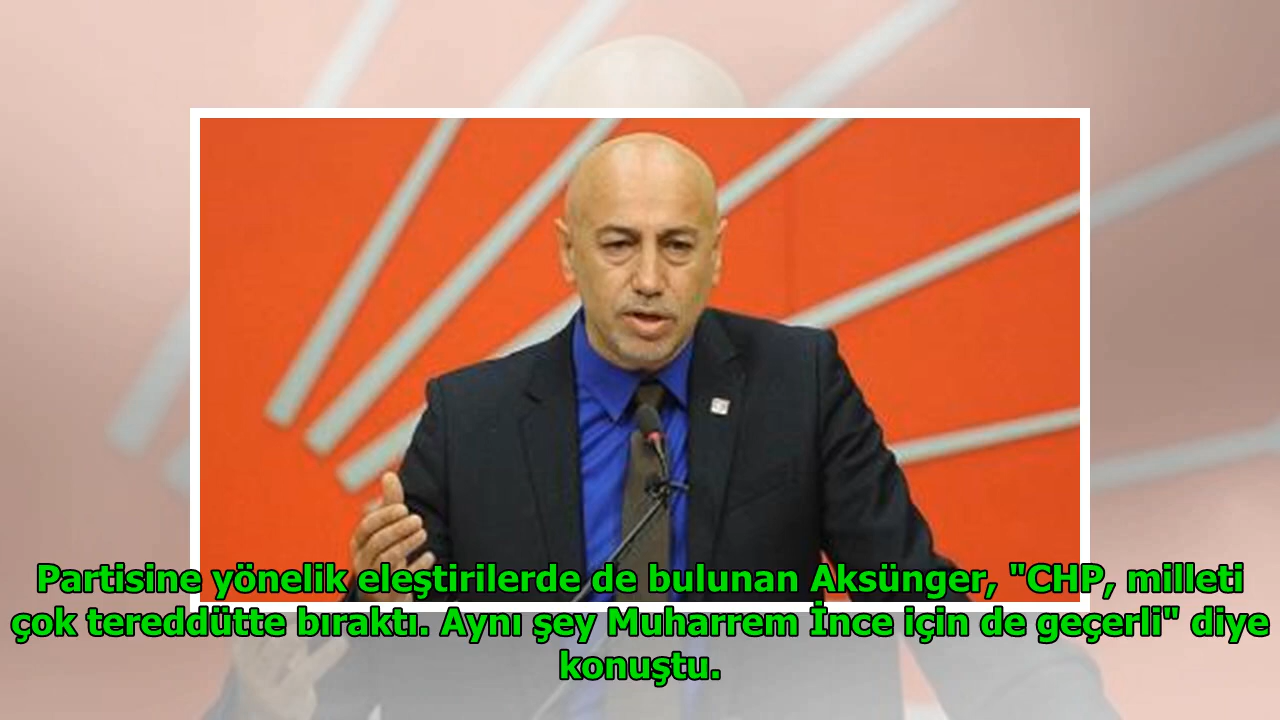 Partisine yönelik eleştirilerde de bulunan Aksünger, "CHP, milleti
çok tereddütte bıraktı. Aynı şey Muharrem İnce için de geçerli" diye
konuştu.